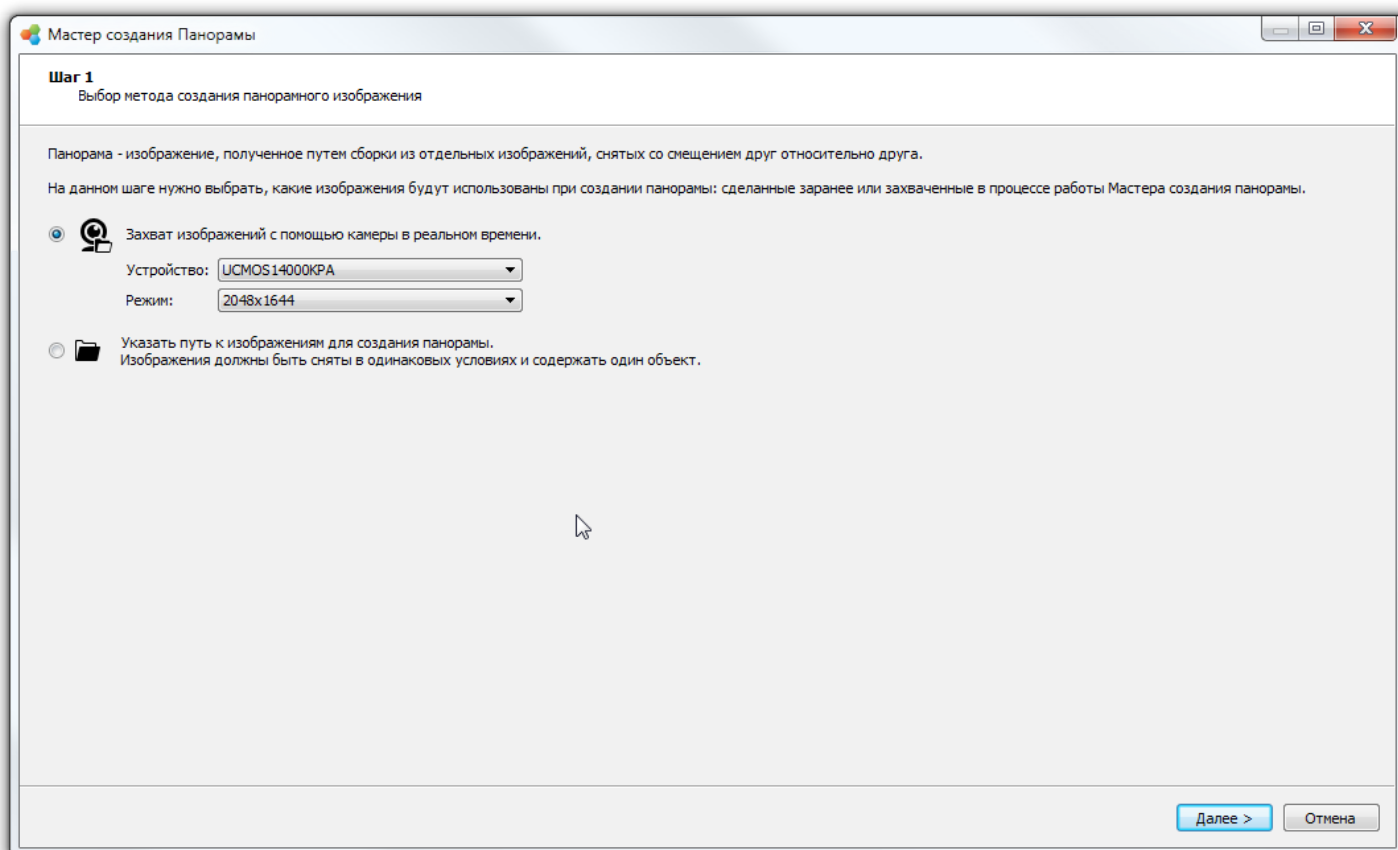 Мастер создания Панорамы
Шаг 1
Выбор метода создания панорамного изображения
Панорама - изображение, полученное путем сборки из отдельных изображений, снятых со смещением друг относительно друга.
На данном шаге нужно выбрать, какие изображения будут использованы при создании панорамы: сделанные заранее или захваченные в процессе работы Мастера создания панорамы.
Захват изображений с помощью камеры в реальном времени.
Устройство: UCMOS14000KPA
Режим: 2048x1644
Указать путь к изображениям для создания панорамы.
Изображения должны быть сняты в одинаковых условиях и содержать один объект.
Далее > Отмена